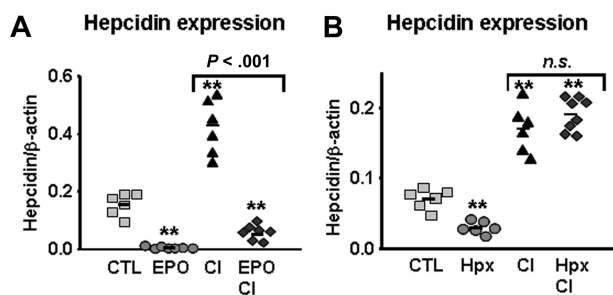 A
Hepcidin expression
P < .001
Hepcidin/β-actin
0.6
0.4
0.2
0.0
**
**
**
CTL
EPO
CI
EPO
CI
B
Hepcidin expression
n.s.
Hepcidin/β-actin
0.2
0.1
0.0
**
**
**
CTL
Hpx
CI
Hpx
CI